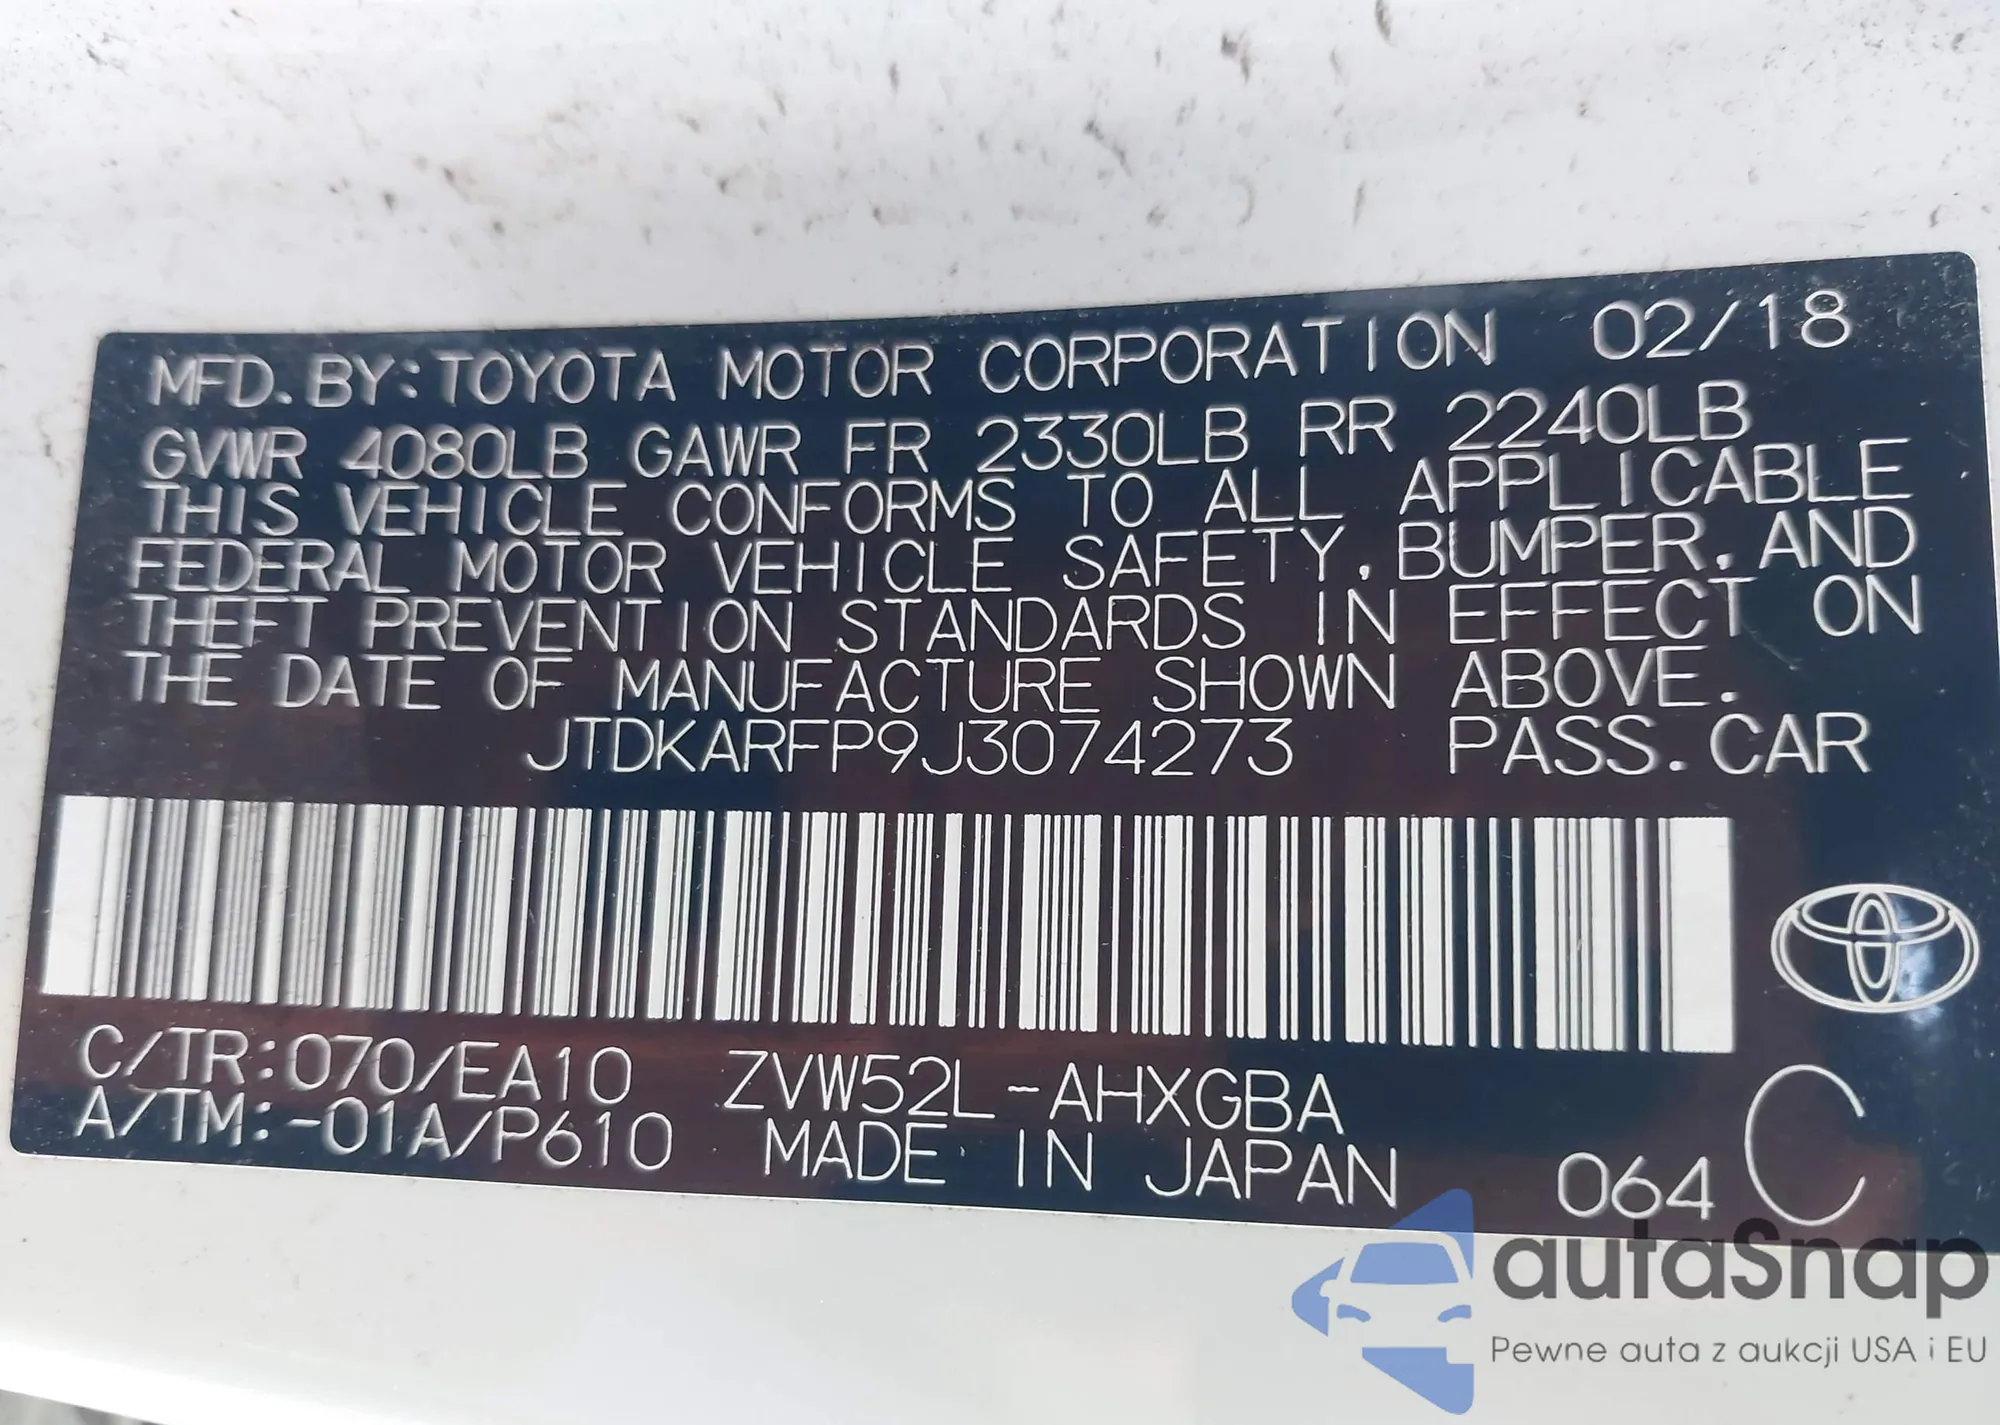 MFD. BY: TOYOTA MOTOR CORPORATION 02/18
GVWR 4080LB GAWR FR 2330LB RR 2240LB
THIS VEHICLE CONFORMS TO ALL APPLICABLE
FEDERAL MOTOR VEHICLE SAFETY, BUMPER, AND
THEFT PREVENTION STANDARDS IN EFFECT ON
THE DATE OF MANUFACTURE SHOWN ABOVE.
JTDKARFP9J3074273 PASS. CAR
C/TR:070/EA10 ZVW52L-AHXGBA
A/TM:-01A/P610 MADE IN JAPAN 064 C
autaSnap
Pewne auta z aukcji USA i EU